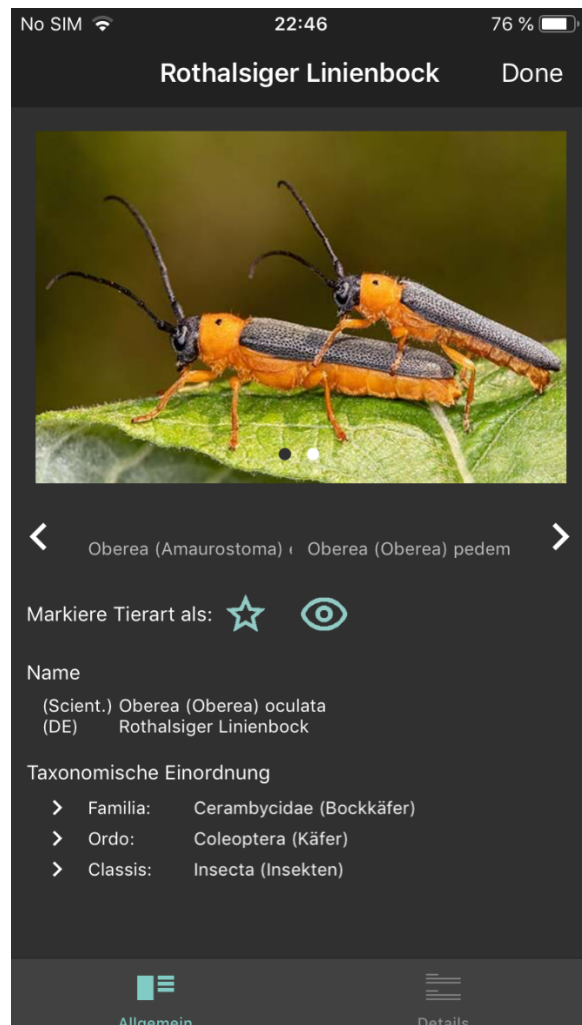 No SIM 22:46 76 %
Rothalsiger Linienbock Done
Oberea (Amaurostoma) Oberea (Oberea) pedem
Markiere Tierart als:
Name
(Scient.) Oberea (Oberea) oculata
(DE) Rothalsiger Linienbock
Taxonomische Einordnung
Familia: Cerambycidae (Bockkäfer)
Ordo: Coleoptera (Käfer)
Classis: Insecta (Insekten)
Allgemein Details